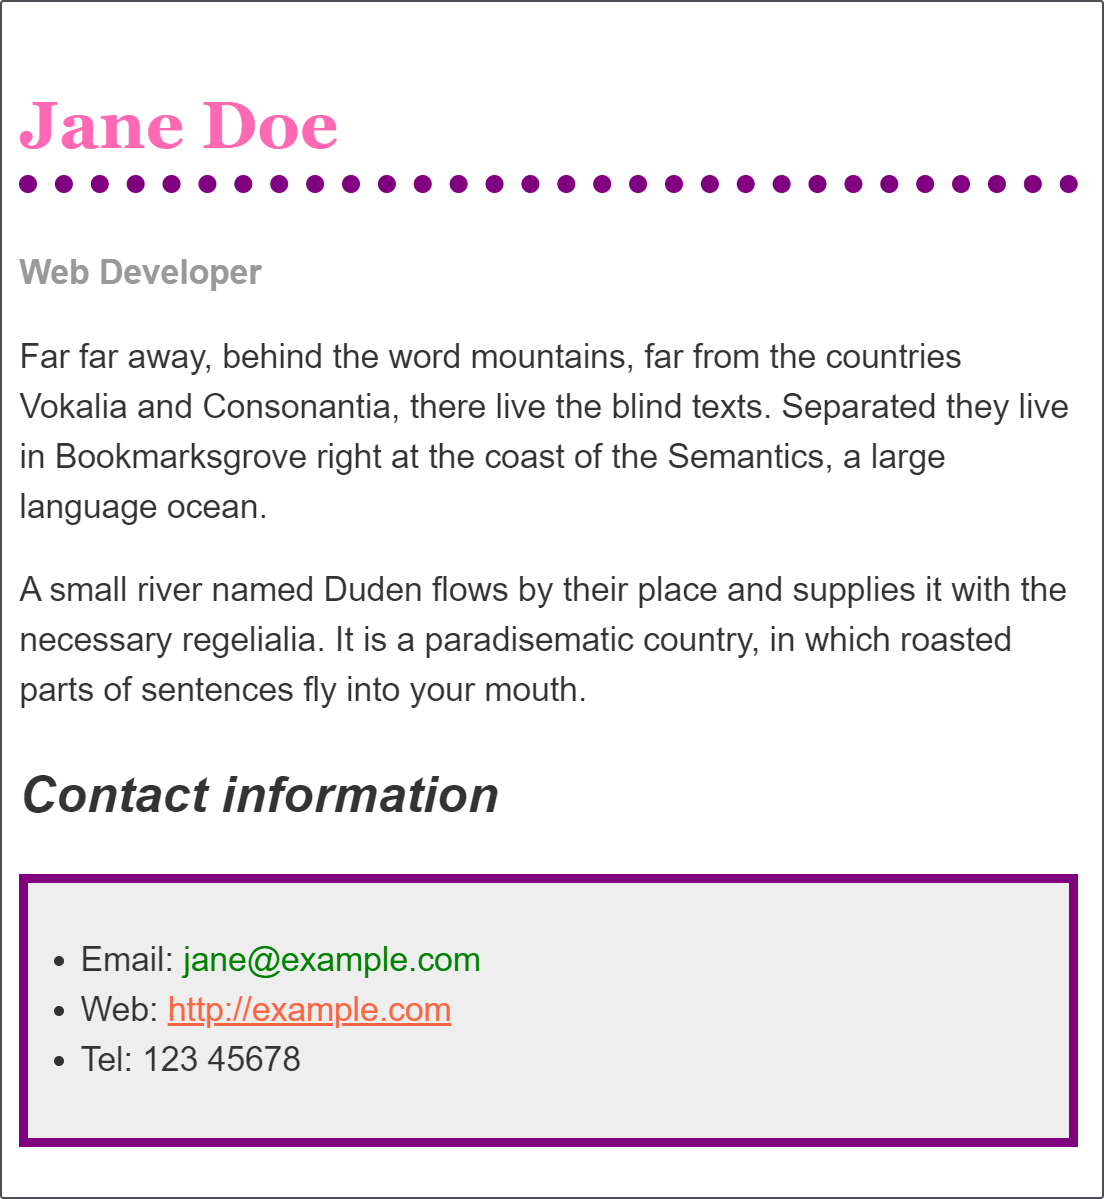 Jane Doe
Web Developer
Far far away, behind the word mountains, far from the countries
Vokalia and Consonantia, there live the blind texts. Separated they live
in Bookmarksgrove right at the coast of the Semantics, a large
language ocean.
A small river named Duden flows by their place and supplies it with the
necessary regelialia. It is a paradisematic country, in which roasted
parts of sentences fly into your mouth.
Contact information
• Email: jane@example.com
• Web: http://example.com
• Tel: 123 45678